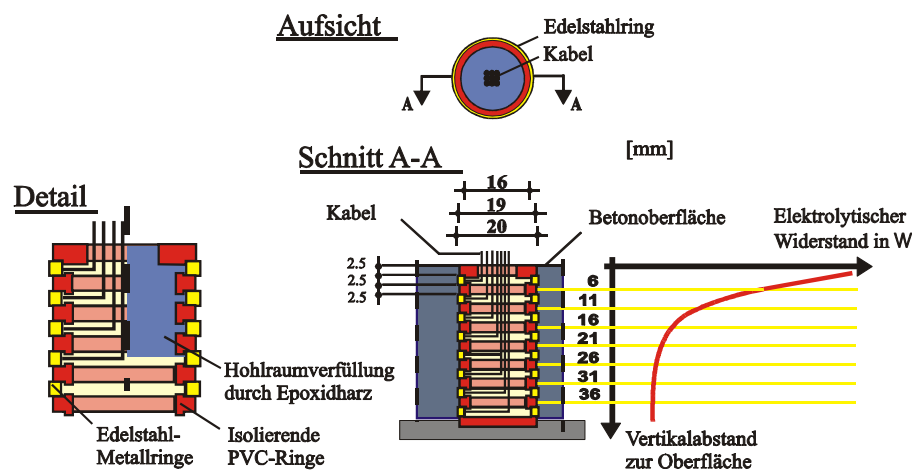 Aufsicht
Edelstahlring
Kabel
A
A
Schnitt A-A
[mm]
16
19
20
Kabel
Betonoberfläche
Elektrolytischer
Widerstand in W
Detail
2.5
2.5
2.5
6
11
16
21
26
31
36
Hohlraumverfüllung
durch Epoxidharz
Edelstahl-
Metallringe
Isolierende
PVC-Ringe
Vertikalabstand
zur Oberfläche